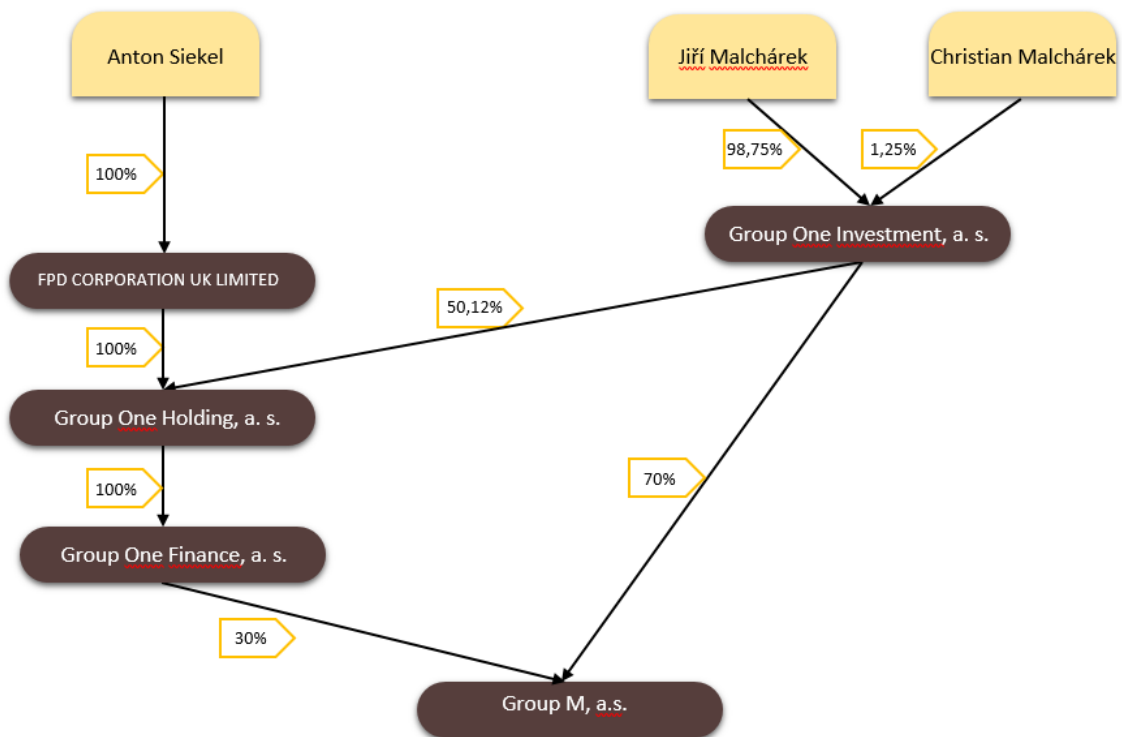 Anton Siekel
Jiří Malchárek
Christian Malchárek
98,75%
1,25%
100%
Group One Investment, a. s.
FPD CORPORATION UK LIMITED
50,12%
100%
Group One Holding, a. s.
70%
100%
Group One Finance, a. s.
30%
Group M, a.s.